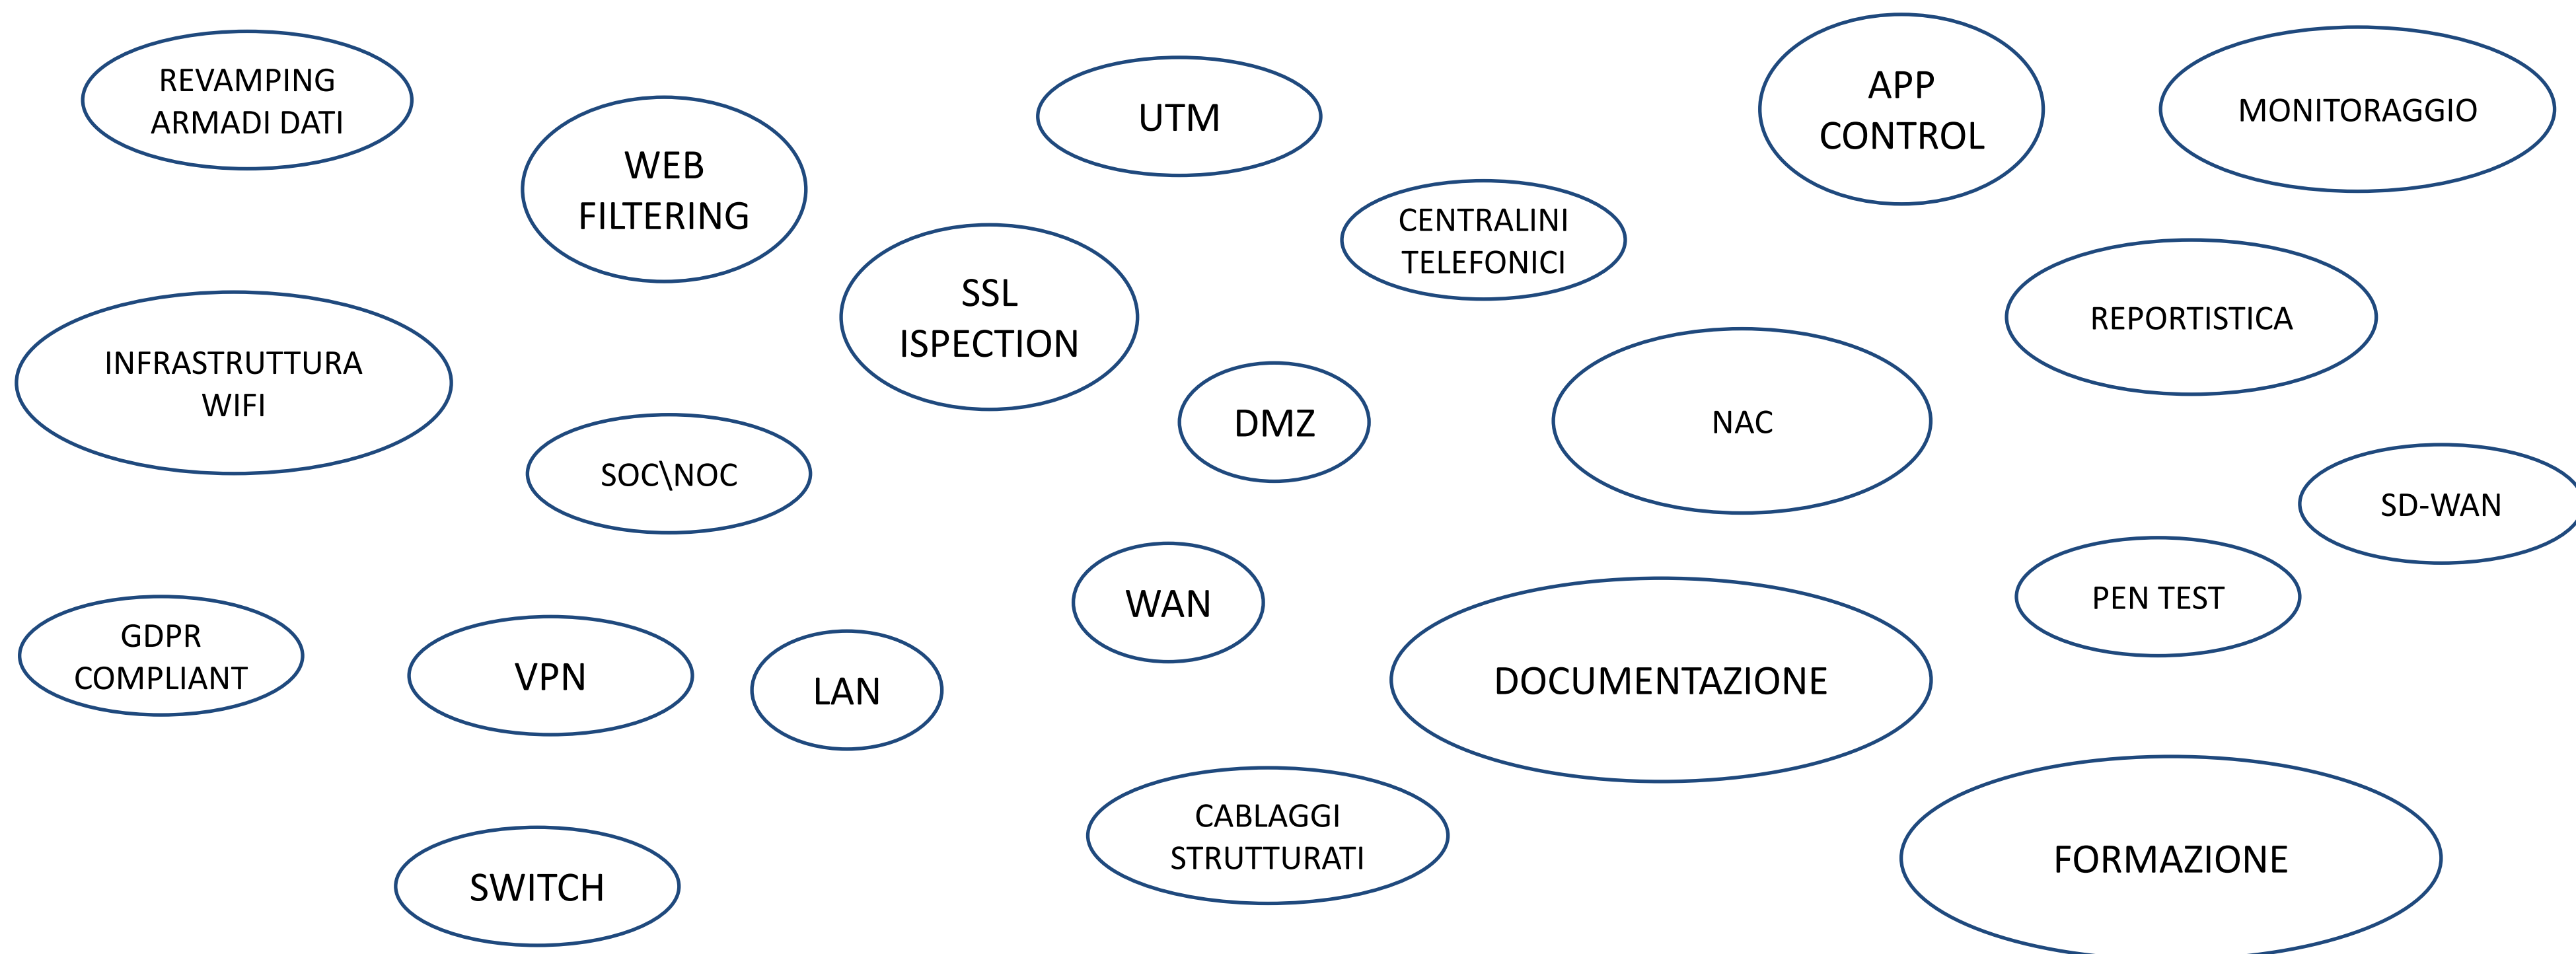 REVAMPING
ARMADI DATI
WEB
FILTERING
UTM
APP
CONTROL
MONITORAGGIO
CENTRALINI
TELEFONICI
SSL
ISPECTION
REPORTISTICA
INFRASTRUTTURA
WIFI
DMZ
NAC
SOC\NOC
SD-WAN
WAN
PEN TEST
GDPR
COMPLIANT
VPN
LAN
DOCUMENTAZIONE
CABLAGGI
STRUTTURATI
FORMAZIONE
SWITCH